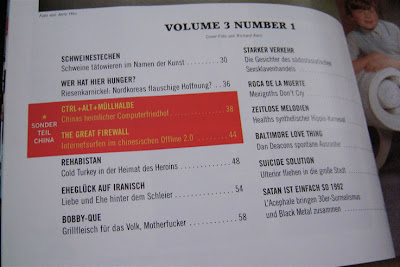 VOLUME 3 NUMBER 1
SCHWEINESTECHEN
Schweine tätowieren im Namen der Kunst 30
WER HAT HIER HUNGER?
Riesenkarnickel: Nordkoreas flauschige Hoffnung? 36
* SONDER TEIL CHINA
CTRL+ALT+MÜLLHALBE
Chinas heimlicher Computerfriedhof 38
THE GREAT FIREWALL
Internetsurfen im chinesischen Offline 2.0 44
REHABISTAN
Cold Turkey in der Heimat des Heroins 48
EHEGLÜCK AUF IRANISCH
Liebe und Ehe hinter dem Schleier 54
BOBBY-QUE
Grillfleisch für das Volk, Motherfucker 58
STARKER VERKEHR
Die Gesichter des südostasiatischen
Sexsklavenhandels
ROCA DE LA MUERTE
Mexigoths Don't Cry
ZEITLOSE MELODIEN
Healths synthetischer Hippie-Karneval
BALTIMORE LOVE THING
Dan Deacons spontane
SUICIDE SOLUTION
Ulterior fliehen in die große Stadt
SATAN IST EINFACH SO 1992
L'Acephale bringen 30er-Surrealismus
und Black Metal zusammen